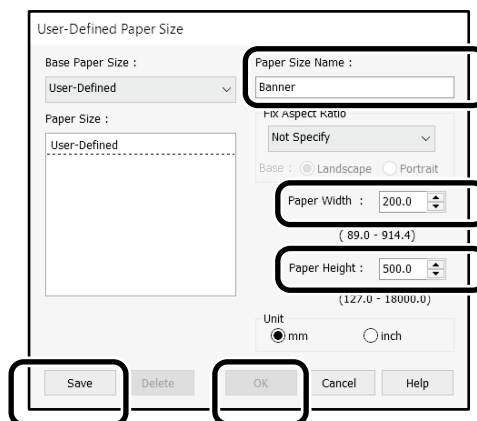 User-Defined Paper Size
Base Paper Size :
User-Defined
Paper Size :
User-Defined
Paper Size Name :
Banner
Fix Aspect Ratio
Not Specify
Base : Landscape Portrait
Paper Width : 200.0
( 89.0 - 914.4)
Paper Height : 500.0
(127.0 - 18000.0)
Unit
mm inch
Save Delete OK Cancel Help